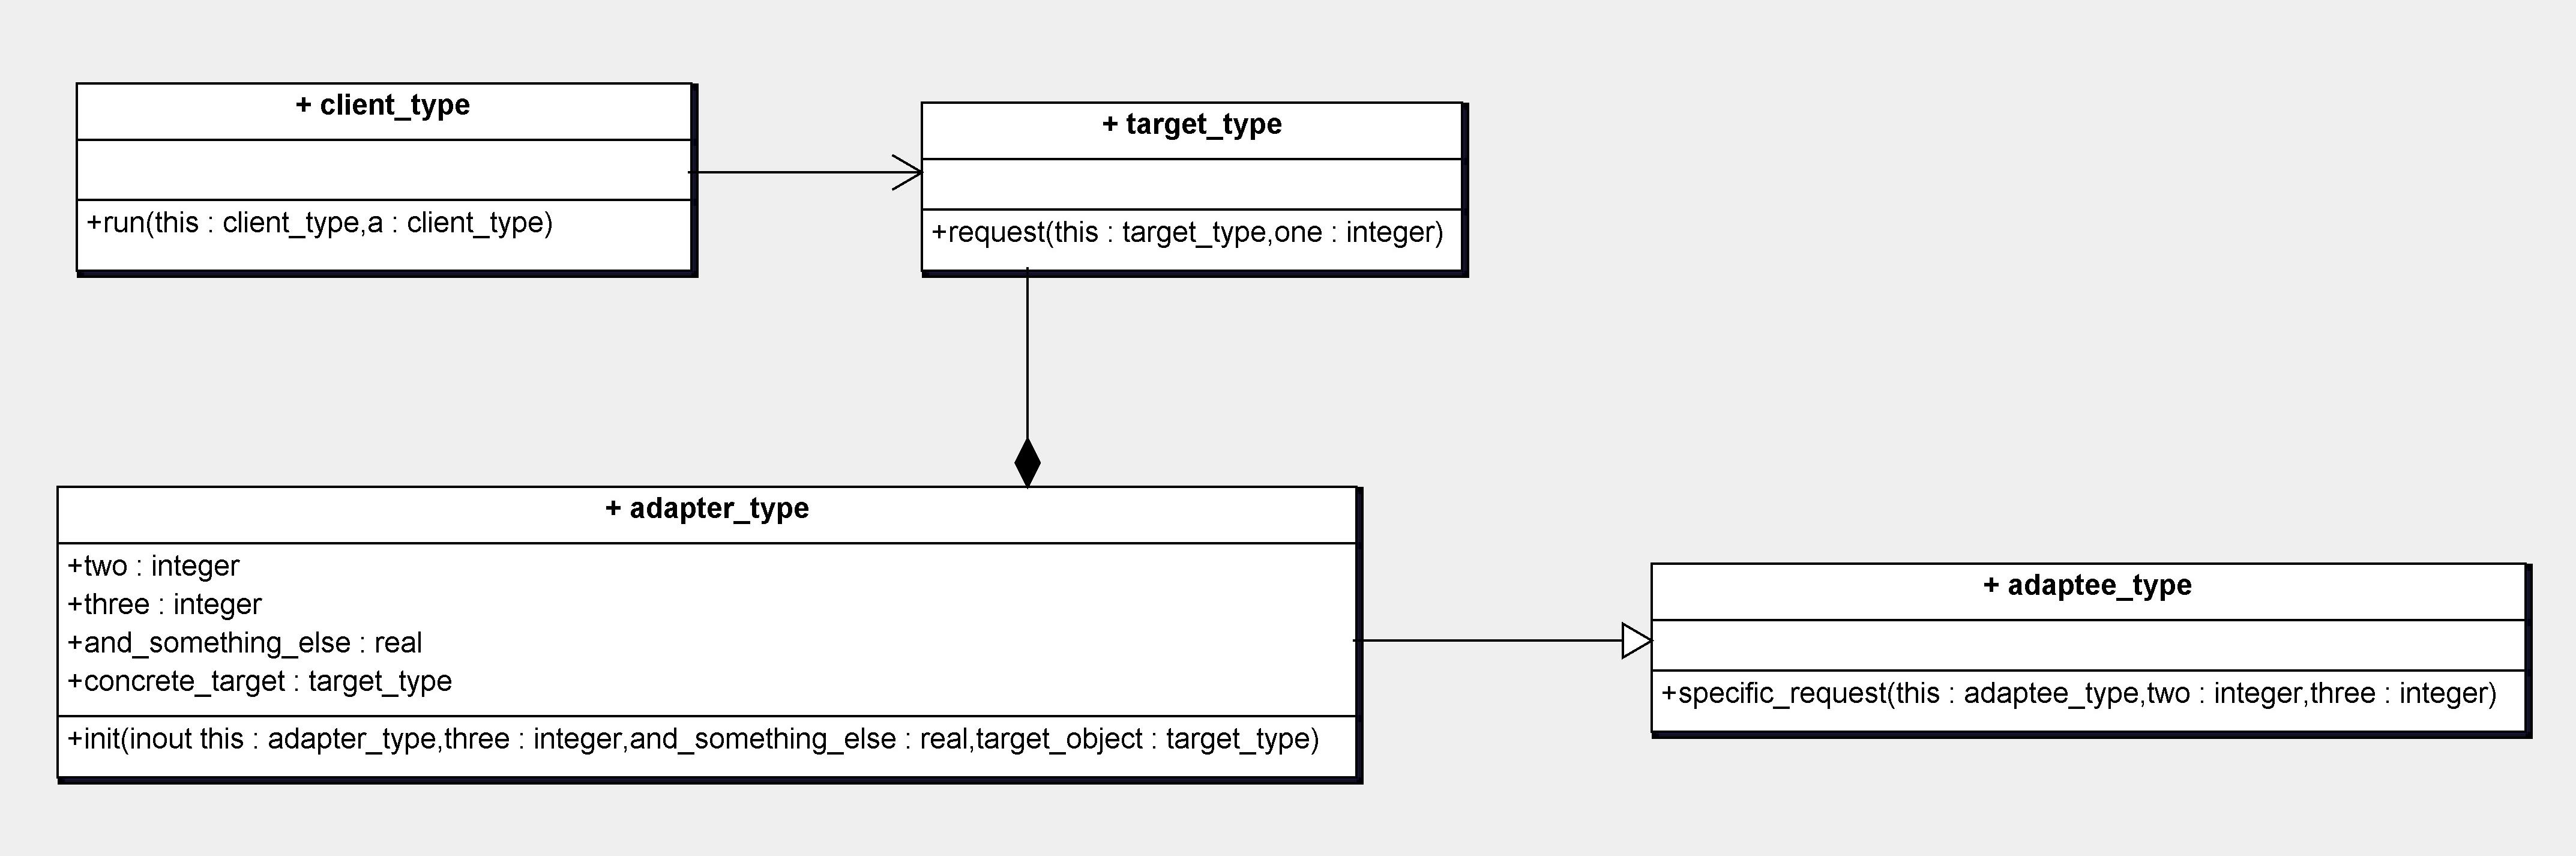 + client_type
+run(this : client_type,a : client_type)
+ target_type
+request(this : target_type,one : integer)
+ adapter_type
+two : integer
+three : integer
+and_something_else : real
+concrete_target : target_type
+init(inout this : adapter_type,three : integer,and_something_else : real,target_object : target_type)
+ adaptee_type
+specific_request(this : adaptee_type,two : integer,three : integer)